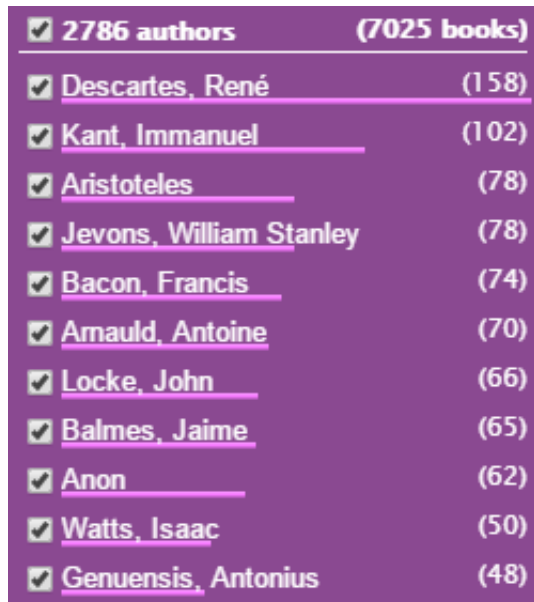 2786 authors (7025 books)
Descartes, René (158)
Kant, Immanuel (102)
Aristoteles (78)
Jevons, William Stanley (78)
Bacon, Francis (74)
Arnauld, Antoine (70)
Locke, John (66)
Balmes, Jaime (65)
Anon (62)
Watts, Isaac (50)
Genuensis, Antonius (48)